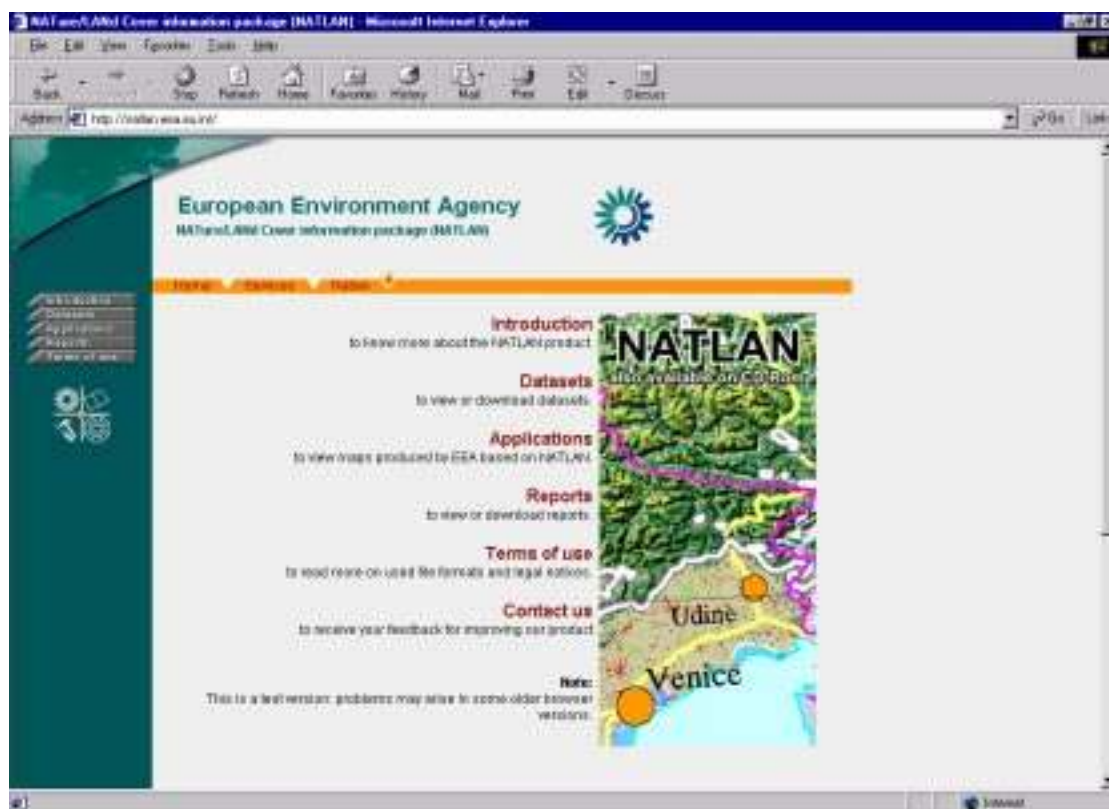 NATure/LANd Cover information package (NATLAN) - Microsoft Internet Explorer
File Edit View Favorites Tools Help
Back Stop Refresh Home Favorites History Mail Print Edit Discuss
Address http://natlan.eea.eu.int/ Go Links
European Environment Agency
NATure/LANd Cover information package (NATLAN)
Home Services Natlan
Introduction
Datasets
Applications
Reports
Terms of use
Introduction
to know more about the NATLAN product.
Datasets
to view or download datasets.
Applications
to view maps produced by EEA based on NATLAN.
Reports
to view or download reports.
Terms of use
to read more on used file formats and legal notices.
Contact us
to receive your feedback for improving our product
Note:
This is a test version: problems may arise in some older browser
versions.
NATLAN
also available on CD-Rom
Udine
Venice
Internet